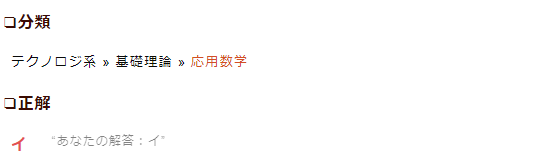 ❏分類
テクノロジ系 » 基礎理論 » 応用数学
❏正解
イ “あなたの解答：イ”